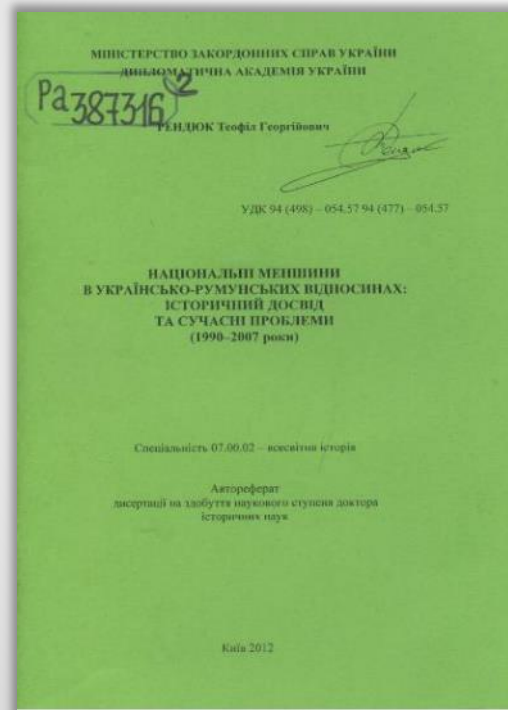 МІНІСТЕРСТВО ЗАКОРДОННИХ СПРАВ УКРАЇНИ
ДИПЛОМАТИЧНА АКАДЕМІЯ УКРАЇНИ
Ра387316 2
РЕНДЮК Теофіл Георгійович
УДК 94 (498) – 054.57 94 (477) – 054.57
НАЦІОНАЛЬНІ МЕНШИНИ
В УКРАЇНСЬКО-РУМУНСЬКИХ ВІДНОСИНАХ:
ІСТОРИЧНИЙ ДОСВІД
ТА СУЧАСНІ ПРОБЛЕМИ
(1990–2007 роки)
Спеціальність 07.00.02 – всесвітня історія
Автореферат
дисертації на здобуття наукового ступеня доктора
історичних наук
Київ 2012